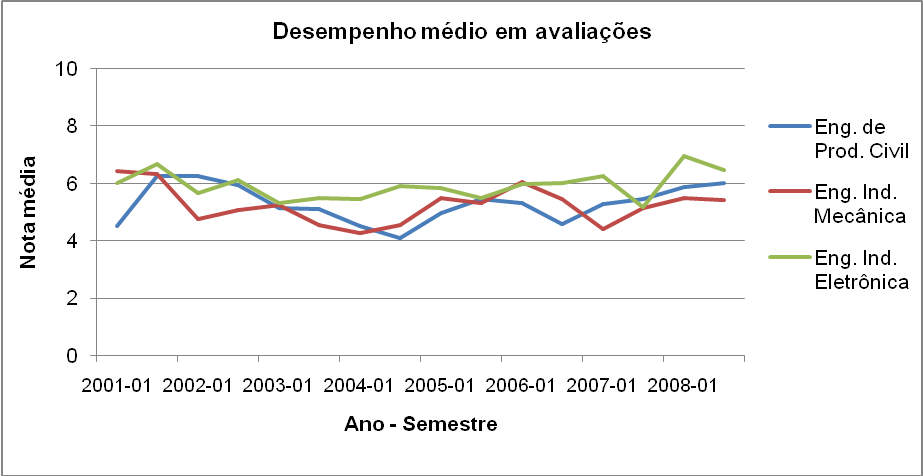 Desempenho médio em avaliações
10
8
6
4
2
0
Nota média
2001-01 2002-01 2003-01 2004-01 2005-01 2006-01 2007-01 2008-01
Ano - Semestre
Eng. de
Prod. Civil
Eng. Ind.
Mecânica
Eng. Ind.
Eletrônica